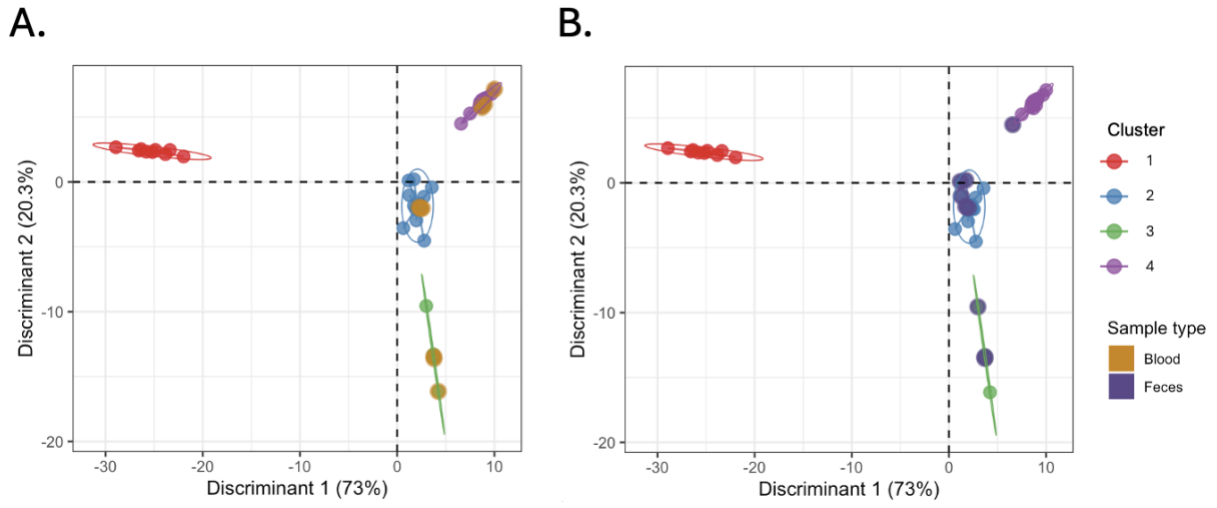 A.
B.
0
-10
-20
Discriminant 2 (20.3%)
-30
-20
-10
0
10
Discriminant 1 (73%)
0
-10
-20
Discriminant 2 (20.3%)
-30
-20
-10
0
10
Discriminant 1 (73%)
Cluster
1
2
3
4
Sample type
Blood
Feces